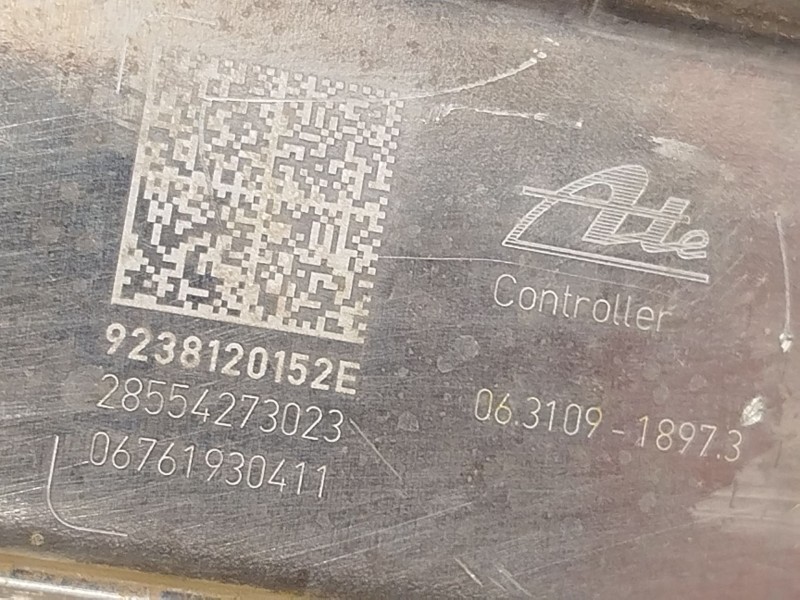 Ate
Controller
9238120152E
28554273023
06761930411
06.3109-1897.3